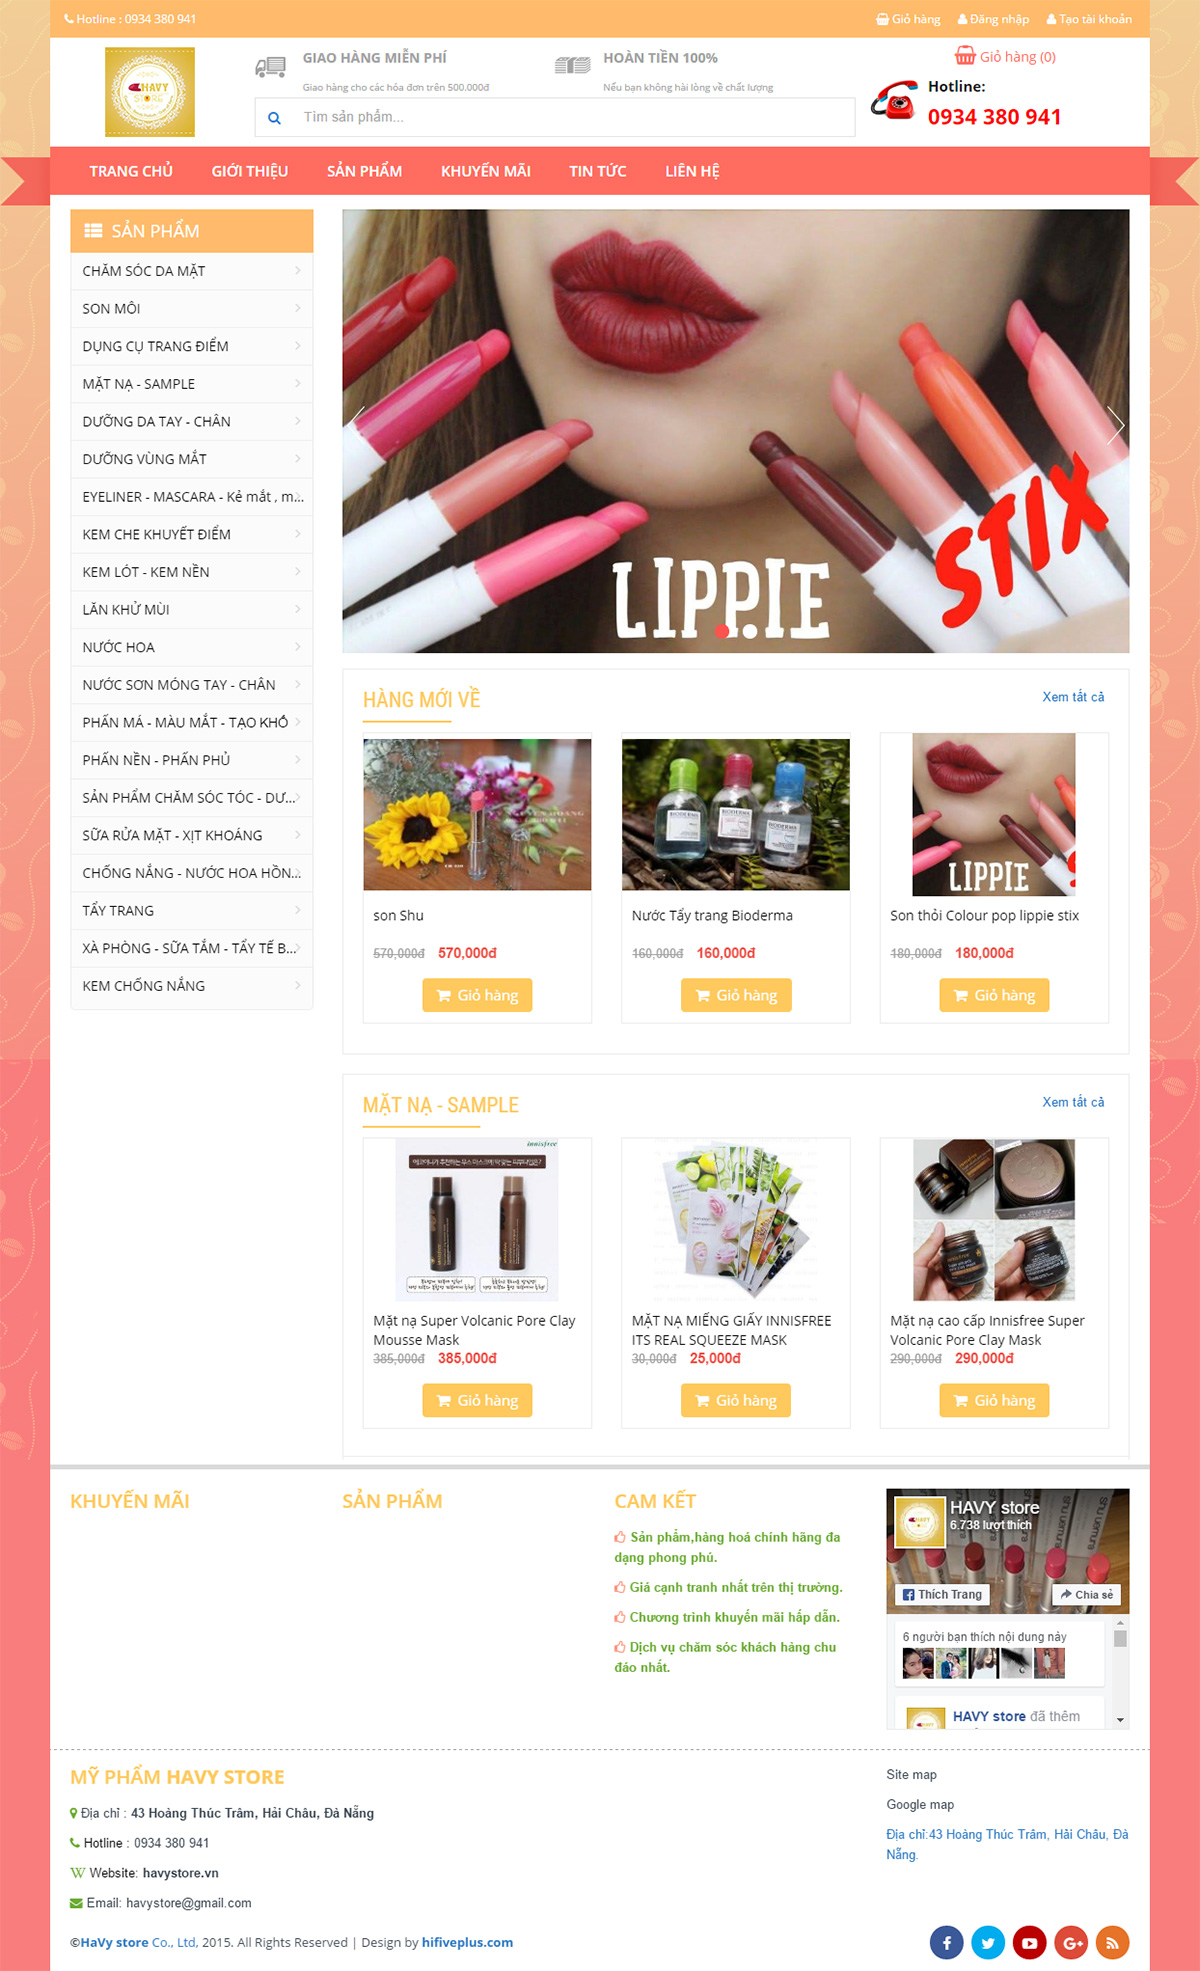 Hotline : 0934 380 941
Giỏ hàng Đăng nhập Tạo tài khoản
HAVY
STORE
GIAO HÀNG MIỄN PHÍ
Giao hàng cho các hóa đơn trên 500.000đ
HOÀN TIỀN 100%
Nếu bạn không hài lòng về chất lượng
Giỏ hàng (0)
Tìm sản phẩm...
Hotline:
0934 380 941
TRANG CHỦ GIỚI THIỆU SẢN PHẨM KHUYẾN MÃI TIN TỨC LIÊN HỆ
SẢN PHẨM
CHĂM SÓC DA MẶT
SON MÔI
DỤNG CỤ TRANG ĐIỂM
MẶT NẠ - SAMPLE
DƯỠNG DA TAY - CHÂN
DƯỠNG VÙNG MẮT
EYELINER - MASCARA - Kẻ mắt , m...
KEM CHE KHUYẾT ĐIỂM
KEM LÓT - KEM NỀN
LĂN KHỬ MÙI
NƯỚC HOA
NƯỚC SƠN MÓNG TAY - CHÂN
PHẤN MÁ - MÀU MẮT - TẠO KHỐ
PHẤN NỀN - PHẤN PHỦ
SẢN PHẨM CHĂM SÓC TÓC - DƯ...
SỮA RỬA MẶT - XỊT KHOÁNG
CHỐNG NẮNG - NƯỚC HOA HỒN...
TẨY TRANG
XÀ PHÒNG - SỮA TẮM - TẨY TẾ B...
KEM CHỐNG NẮNG
LIPPIE
STIX
HÀNG MỚI VỀ
Xem tất cả
BIODERMA BIODERMA BIODERMA
LIPPIE
son Shu
570,000đ 570,000đ
Giỏ hàng
Nước Tẩy trang Bioderma
160,000đ 160,000đ
Giỏ hàng
Son thỏi Colour pop lippie stix
180,000đ 180,000đ
Giỏ hàng
MẶT NẠ - SAMPLE
Xem tất cả
innisfree
Mặt nạ Super Volcanic Pore Clay
Mousse Mask
385,000đ 385,000đ
Giỏ hàng
MẶT NẠ MIẾNG GIẤY INNISFREE
ITS REAL SQUEEZE MASK
30,000đ 25,000đ
Giỏ hàng
Mặt nạ cao cấp Innisfree Super
Volcanic Pore Clay Mask
290,000đ 290,000đ
Giỏ hàng
KHUYẾN MÃI
SẢN PHẨM
CAM KẾT
Sản phẩm,hàng hoá chính hãng đa
dạng phong phú.
Giá cạnh tranh nhất trên thị trường.
Chương trình khuyến mãi hấp dẫn.
Dịch vụ chăm sóc khách hàng chu
đáo nhất.
HAVY store
6.738 lượt thích
Thích Trang
Chia sẻ
6 người bạn thích nội dung này
HAVY store đã thêm
MỸ PHẨM HAVY STORE
Địa chỉ : 43 Hoàng Thúc Trâm, Hải Châu, Đà Nẵng
Hotline : 0934 380 941
Website: havystore.vn
Email: havystore@gmail.com
Site map
Google map
Địa chỉ:43 Hoàng Thúc Trâm, Hải Châu, Đà
Nẵng.
©HaVy store Co., Ltd, 2015. All Rights Reserved | Design by hifiveplus.com